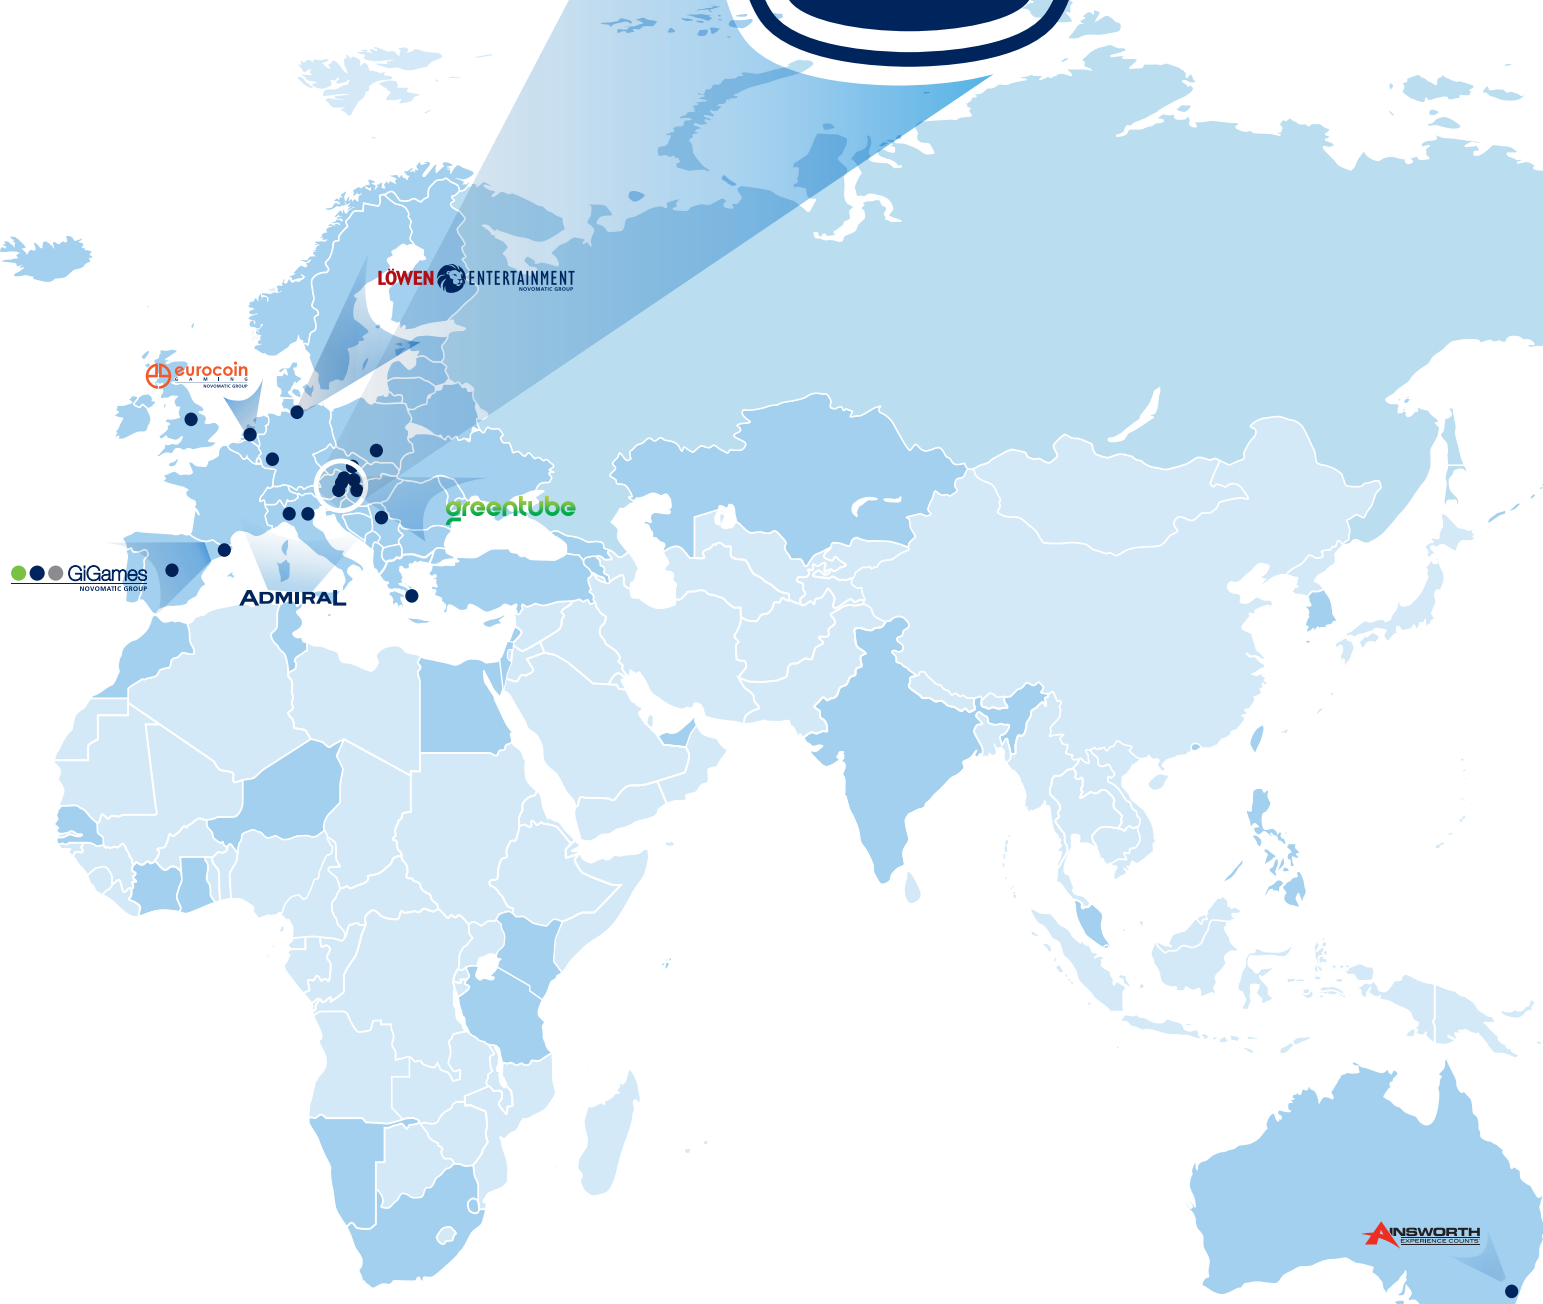 LÖWEN ENTERTAINMENT
NOVOMATIC GROUP
eurocoin
GAMING
NOVOMATIC GROUP
greentube
GiGames
NOVOMATIC GROUP
ADMIRAL
AINSWORTH
EXPERIENCE COUNTS